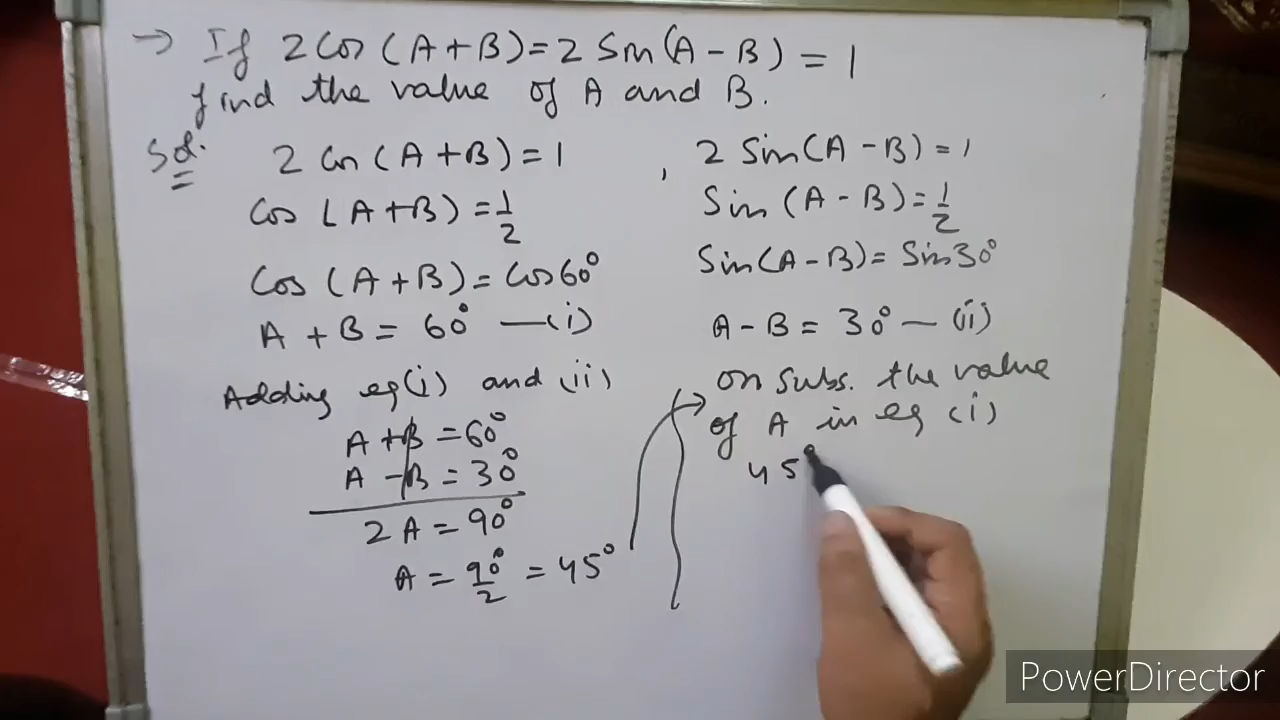 → If 2 Cos (A + B) = 2 Sin (A - B) = 1
find the value of A and B.
Sol. 2 Cos (A + B) = 1 , 2 Sin (A - B) = 1
Cos (A + B) = 1/2
Sin (A - B) = 1/2
Cos (A + B) = Cos 60°
Sin (A - B) = Sin 30°
A + B = 60° — (i)
A - B = 30° — (ii)
Adding eq (i) and (ii)
A + B = 60°
A - B = 30°
2 A = 90°
A = 90°/2 = 45°
→ on subs. the value
of A in eq (i)
45°
PowerDirector